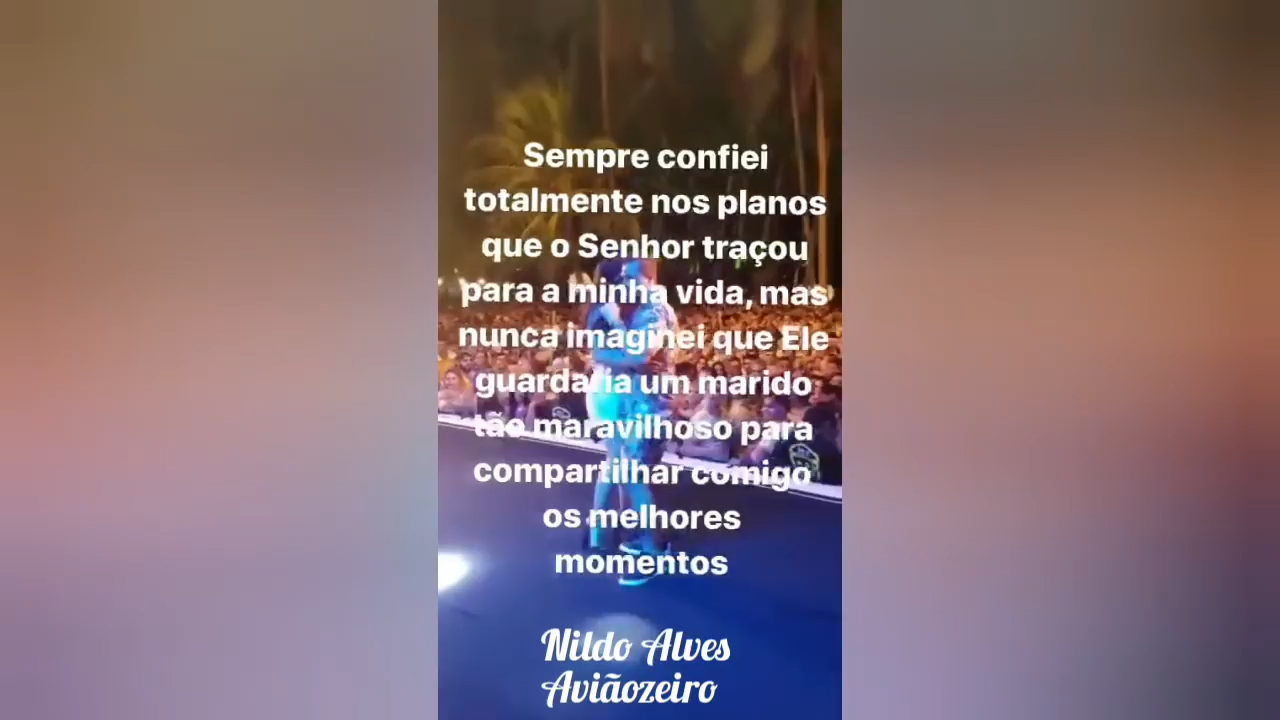 Sempre confiei
totalmente nos planos
que o Senhor traçou
para a minha vida, mas
nunca imaginei que Ele
guardaria um marido
tão maravilhoso para
compartilhar comigo
os melhores
momentos
Nildo Alves
Aviãozeiro